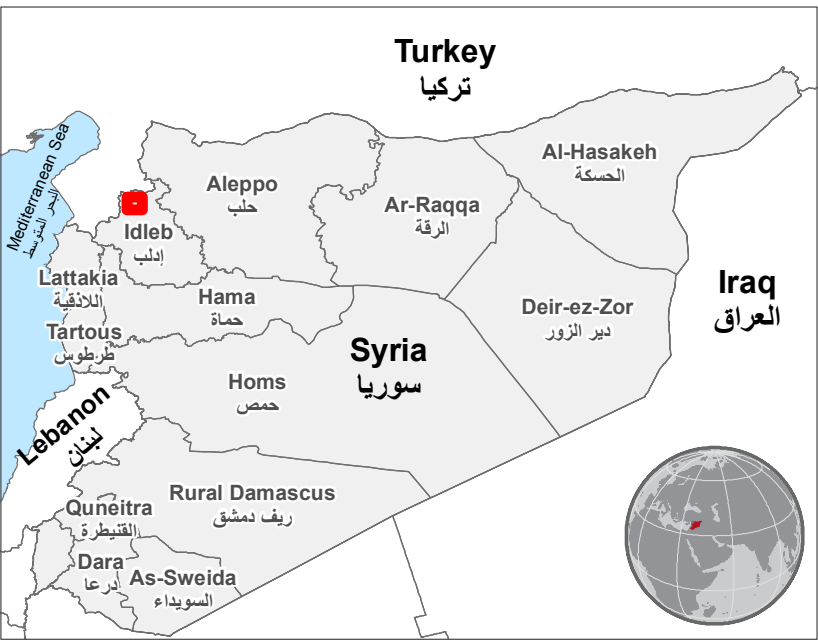 Turkey
تركيا
Mediterranean Sea
البحر المتوسط
Al-Hasakeh
الحسكة
Aleppo
حلب
Ar-Raqqa
الرقة
-
Idleb
إدلب
Lattakia
اللاذقية
Hama
حماة
Deir-ez-Zor
دير الزور
Iraq
العراق
Tartous
طرطوس
Syria
سوريا
Homs
حمص
Lebanon
لبنان
Rural Damascus
ريف دمشق
Quneitra
القنيطرة
Dara
درعا
As-Sweida
السويداء